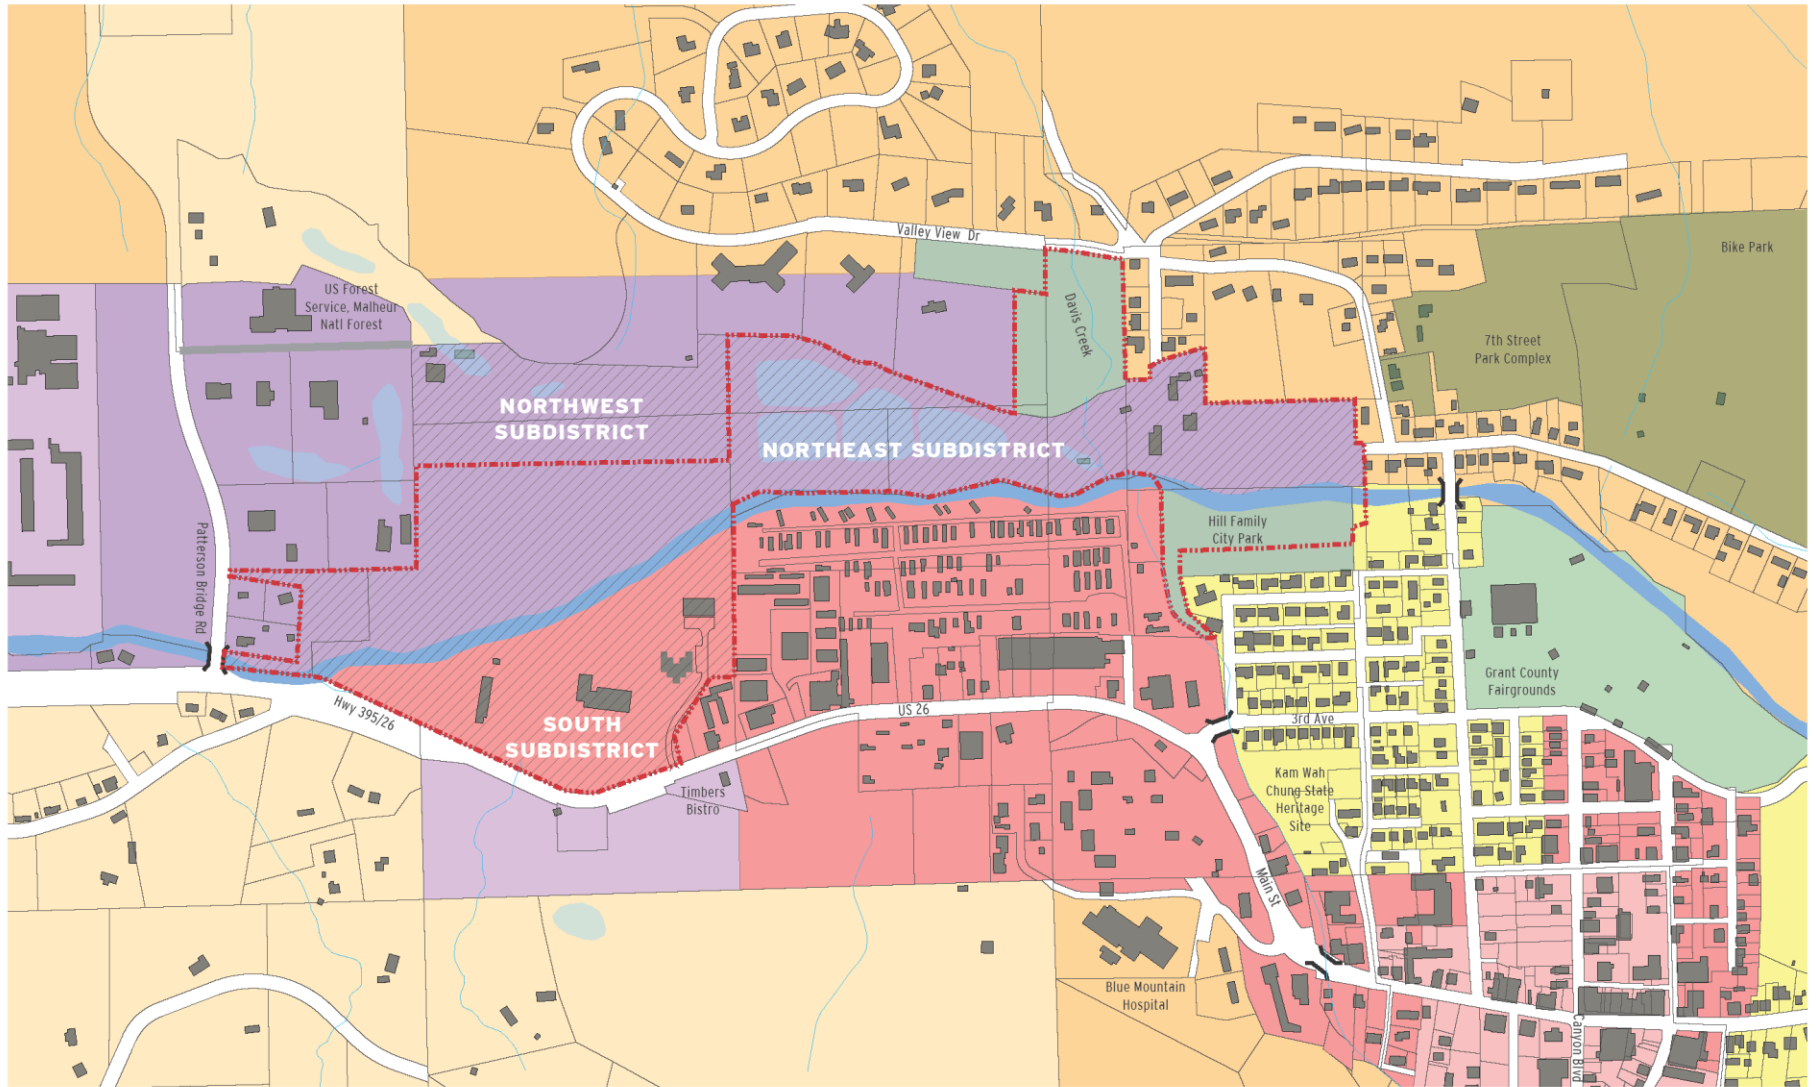 Valley View Dr
Bike Park
US Forest
Service, Malheur
Natl Forest
Davis Creek
7th Street
Park Complex
NORTHWEST
SUBDISTRICT
NORTHEAST SUBDISTRICT
Patterson Bridge Rd
Hill Family
City Park
Grant County
Fairgrounds
Hwy 395/26
US 26
3rd Ave
SOUTH
SUBDISTRICT
Kam Wah
Chung State
Heritage
Site
Timbers
Bistro
Main St
Blue Mountain
Hospital
Canyon Blvd